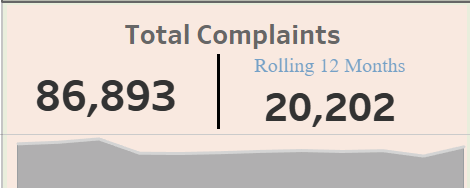 Total Complaints
86,893
Rolling 12 Months
20,202